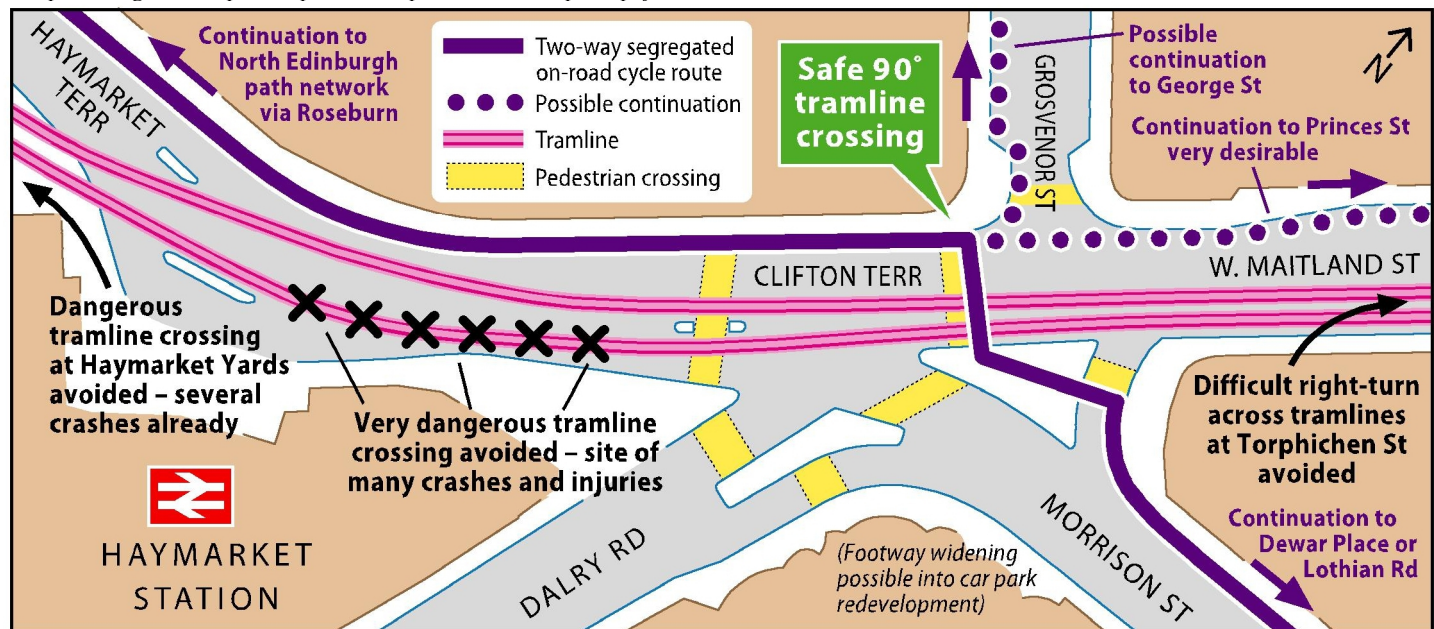 HAYMARKET
TERR
Continuation to
North Edinburgh
path network
via Roseburn
Two-way segregated
on-road cycle route
Possible continuation
Tramline
Pedestrian crossing
Safe 90°
tramline
crossing
GROSVENOR ST
Possible
continuation
to George St
N
Continuation to Princes St
very desirable
CLIFTON TERR
W. MAITLAND ST
Dangerous
tramline crossing
at Haymarket Yards
avoided – several
crashes already
Very dangerous tramline
crossing avoided – site of
many crashes and injuries
Difficult right-turn
across tramlines
at Torphichen St
avoided
HAYMARKET
STATION
DALRY RD
(Footway widening
possible into car park
redevelopment)
MORRISON ST
Continuation to
Dewar Place or
Lothian Rd